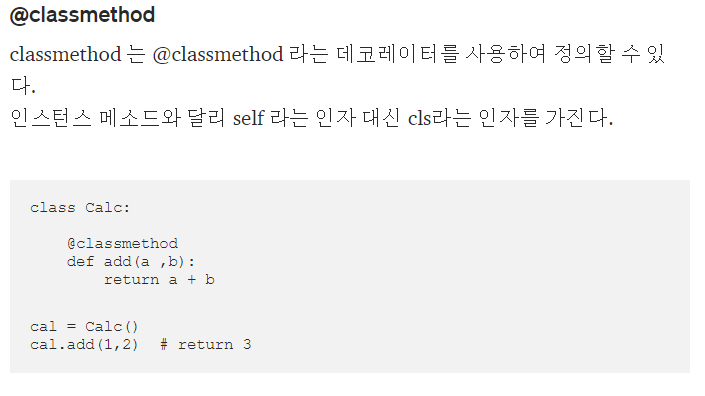 @classmethod
classmethod 는 @classmethod 라는 데코레이터를 사용하여 정의할 수 있
다.
인스턴스 메소드와 달리 self 라는 인자 대신 cls라는 인자를 가진다.
class Calc:
    @classmethod
    def add(a ,b):
        return a + b
cal = Calc()
cal.add(1,2)  # return 3